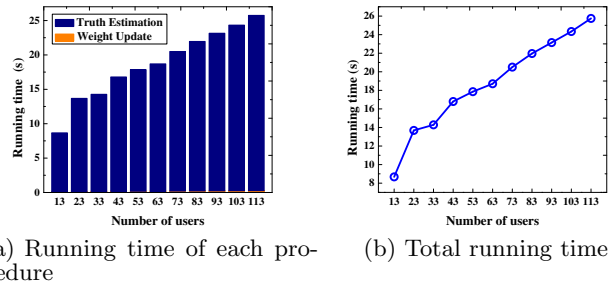 Truth Estimation
Weight Update
Running time (s)
25
20
15
10
5
0
13 23 33 43 53 63 73 83 93 103 113
Number of users
a) Running time of each pro-
edure
Running time (s)
26
24
22
20
18
16
14
12
10
8
13 23 33 43 53 63 73 83 93 103 113
Number of users
(b) Total running time